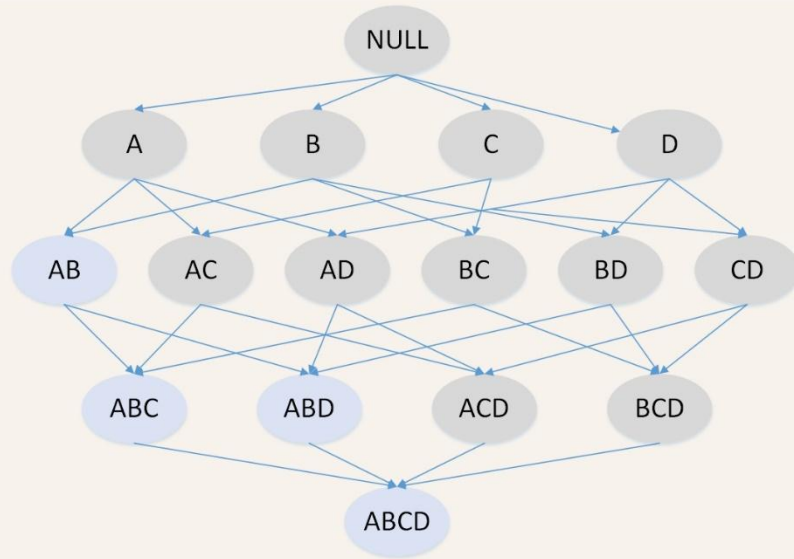 NULL
A B C D
AB AC AD BC BD CD
ABC ABD ACD BCD
ABCD